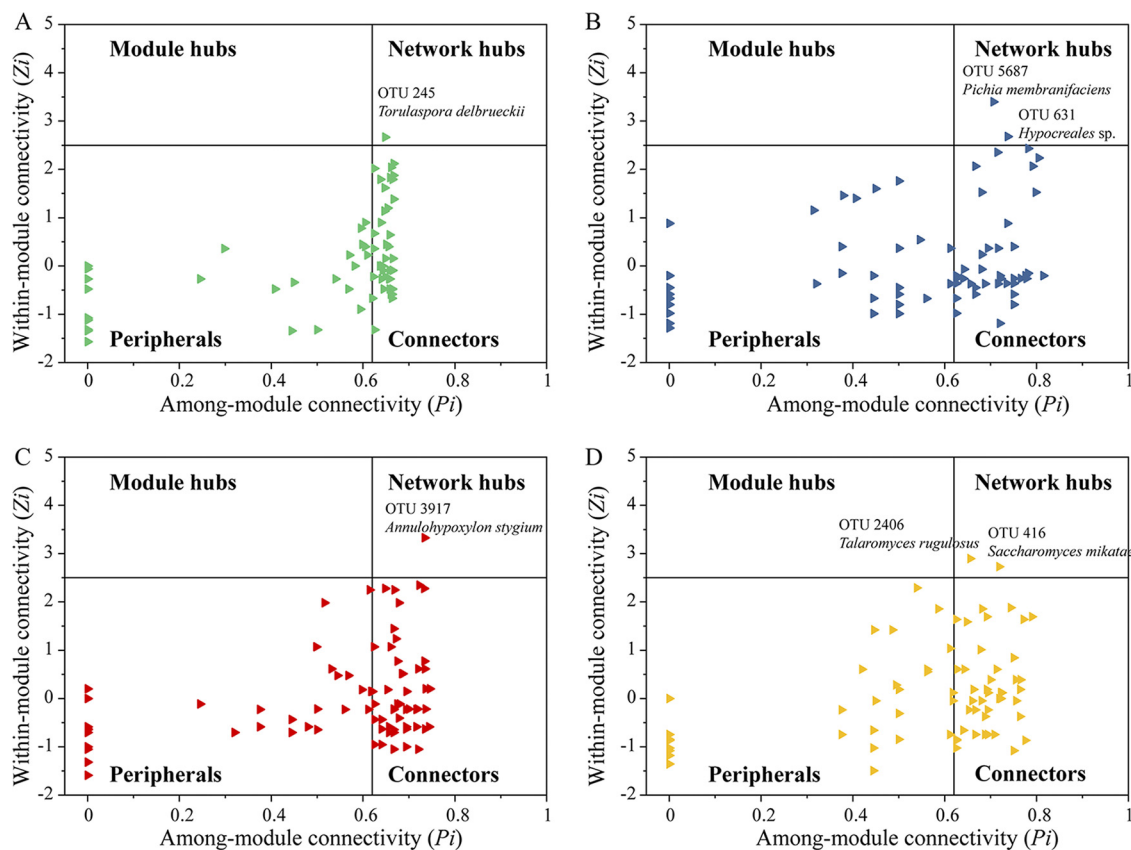 A
5
4
3
2
1
0
-1
-2
Within-module connectivity (Zi)
Module hubs
Network hubs
OTU 245
Torulaspora delbrueckii
Peripherals
Connectors
0 0.2 0.4 0.6 0.8 1
Among-module connectivity (Pi)
B
5
4
3
2
1
0
-1
-2
Within-module connectivity (Zi)
Module hubs
Network hubs
OTU 5687
Pichia membranifaciens
OTU 631
Hypocreales sp.
Peripherals
Connectors
0 0.2 0.4 0.6 0.8 1
Among-module connectivity (Pi)
C
5
4
3
2
1
0
-1
-2
Within-module connectivity (Zi)
Module hubs
Network hubs
OTU 3917
Annulohypoxylon stygium
Peripherals
Connectors
0 0.2 0.4 0.6 0.8 1
Among-module connectivity (Pi)
D
5
4
3
2
1
0
-1
-2
Within-module connectivity (Zi)
Module hubs
Network hubs
OTU 2406
Talaromyces rugulosus
OTU 416
Saccharomyces mikatae
Peripherals
Connectors
0 0.2 0.4 0.6 0.8 1
Among-module connectivity (Pi)